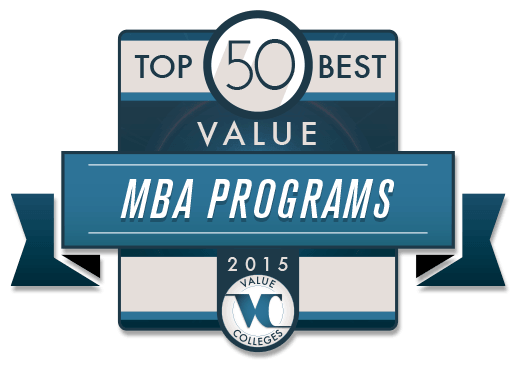 TOP 50 BEST
VALUE
MBA PROGRAMS
2015
VALUE
VC
COLLEGES